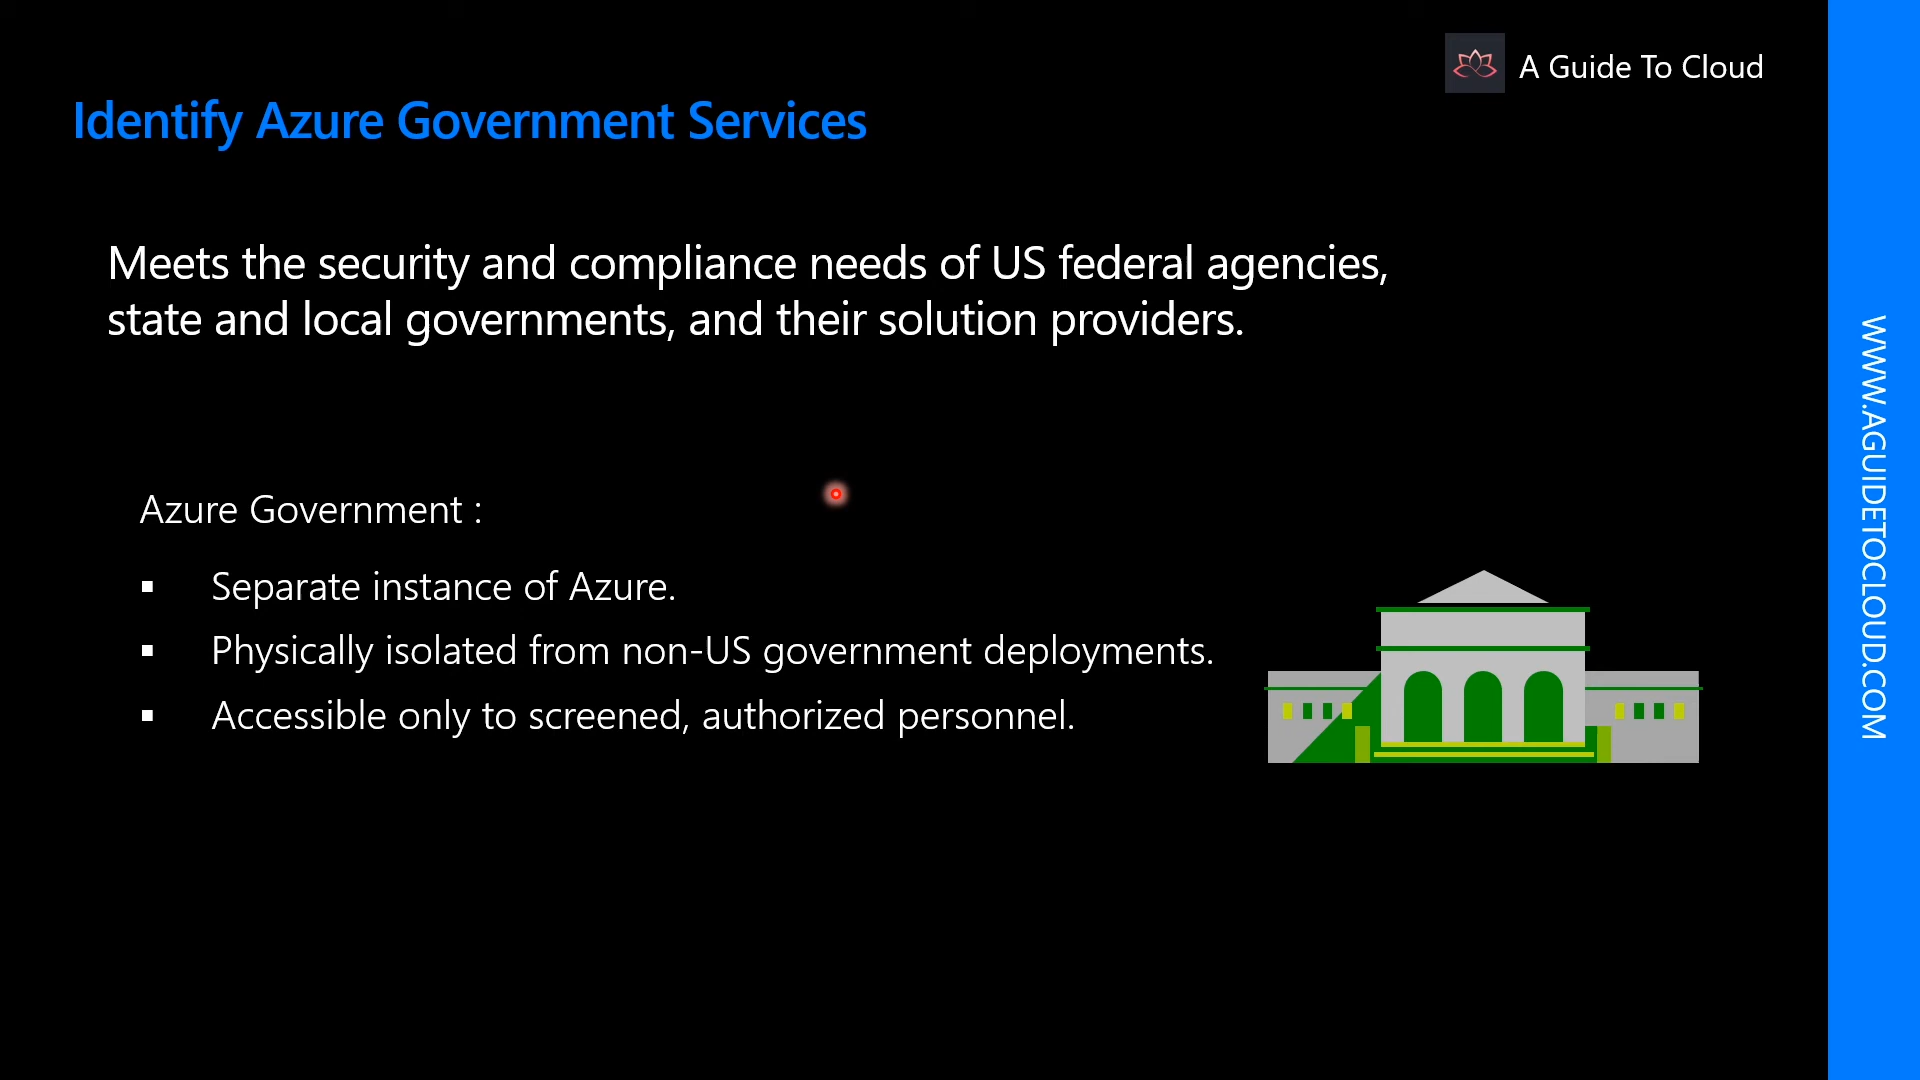 A Guide To Cloud
Identify Azure Government Services
Meets the security and compliance needs of US federal agencies,
state and local governments, and their solution providers.
Azure Government :
▪ Separate instance of Azure.
▪ Physically isolated from non-US government deployments.
▪ Accessible only to screened, authorized personnel.
WWW.AGUIDETOCLOUD.COM